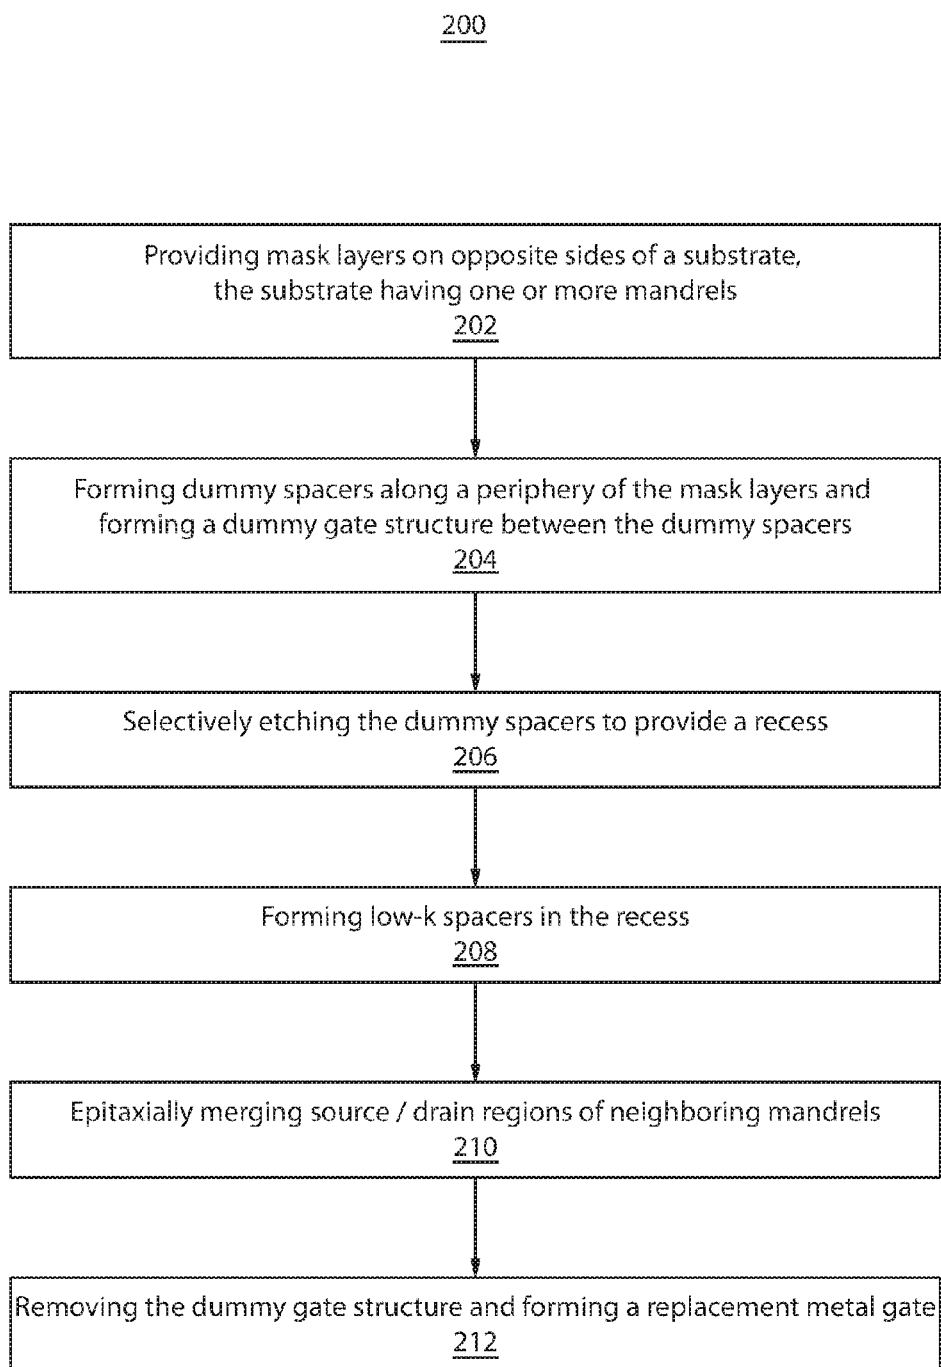 200
Providing mask layers on opposite sides of a substrate,
the substrate having one or more mandrels
202
Forming dummy spacers along a periphery of the mask layers and
forming a dummy gate structure between the dummy spacers
204
Selectively etching the dummy spacers to provide a recess
206
Forming low-k spacers in the recess
208
Epitaxially merging source / drain regions of neighboring mandrels
210
Removing the dummy gate structure and forming a replacement metal gate
212